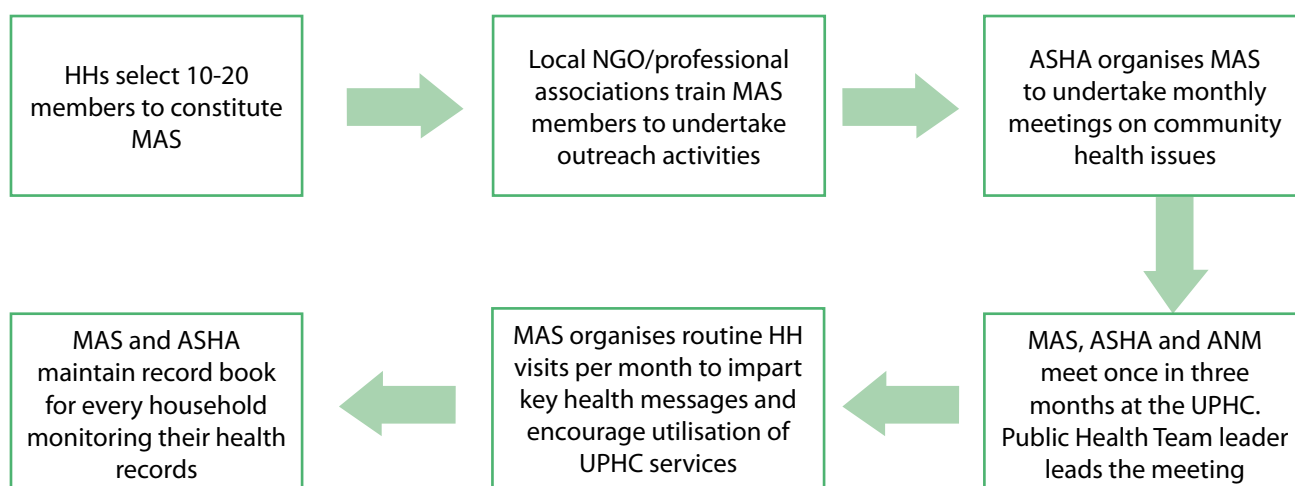 HHs select 10-20
members to constitute
MAS
Local NGO/professional
associations train MAS
members to undertake
outreach activities
ASHA organises MAS
to undertake monthly
meetings on community
health issues
MAS, ASHA and ANM
meet once in three
months at the UPHC.
Public Health Team leader
leads the meeting
MAS organises routine HH
visits per month to impart
key health messages and
encourage utilisation of
UPHC services
MAS and ASHA
maintain record book
for every household
monitoring their health
records